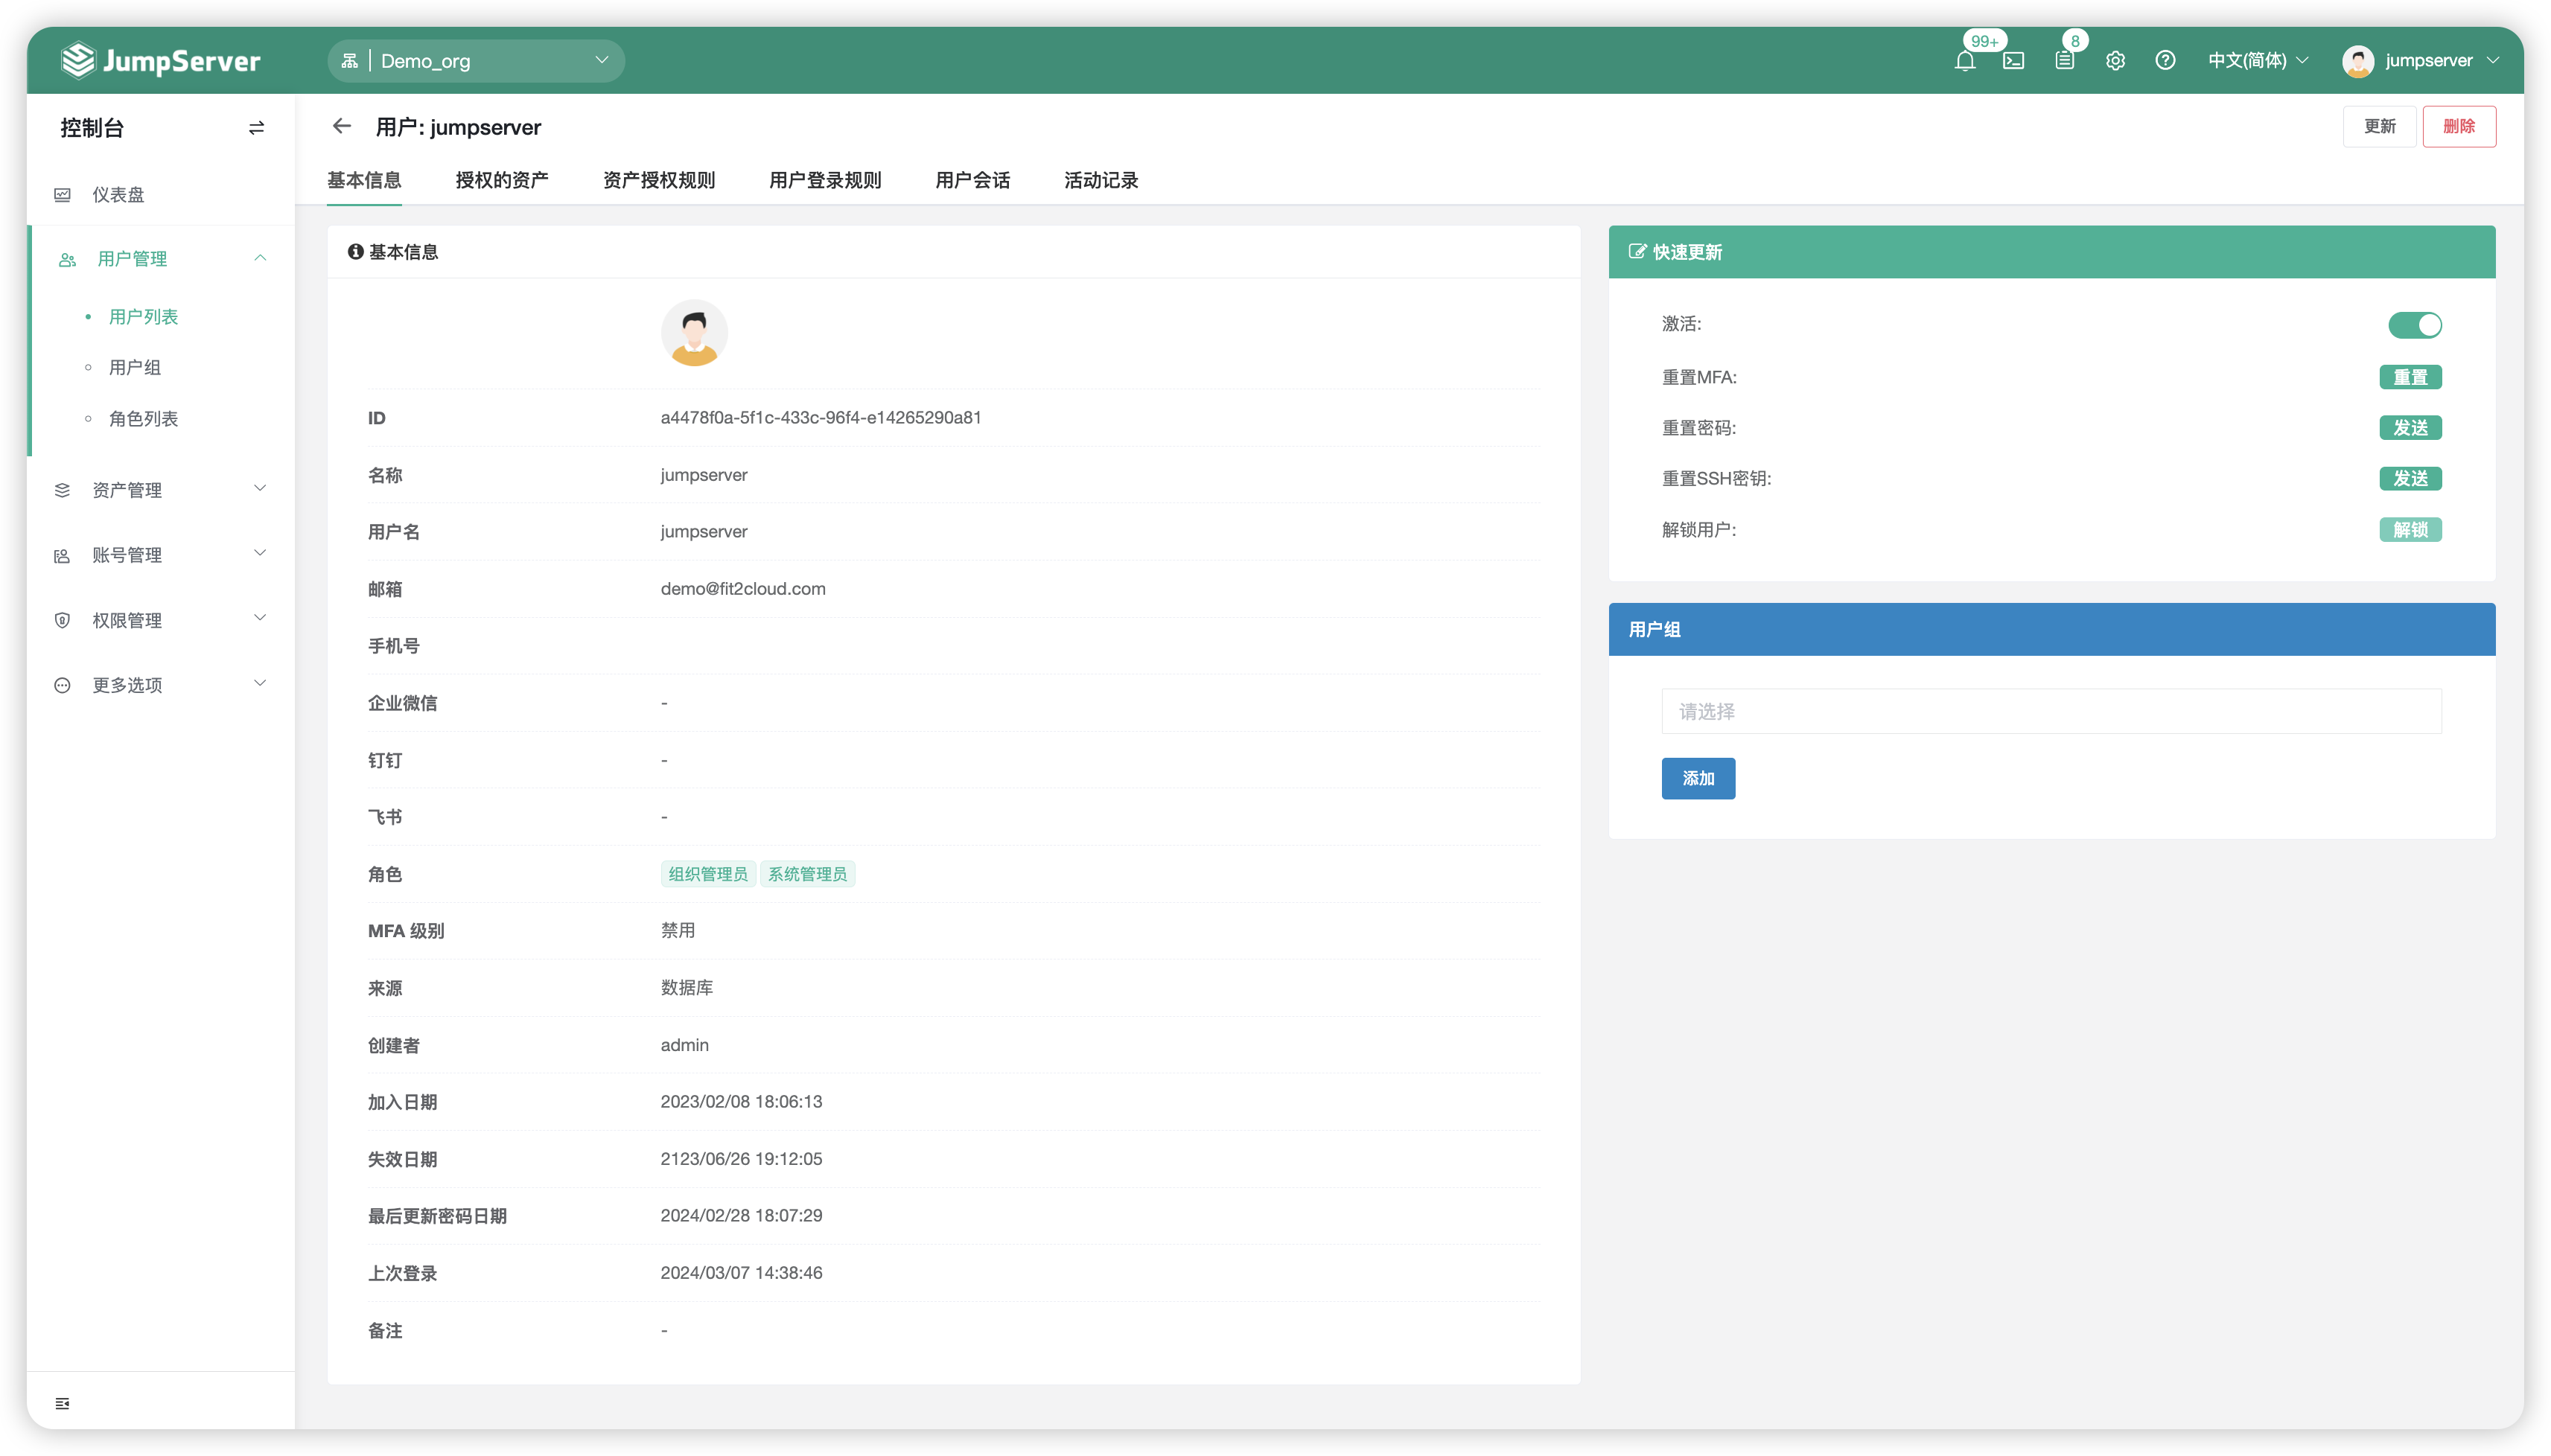 JumpServer
Demo_org
99+
8
中文(简体)
jumpserver
控制台
用户: jumpserver
更新
删除
仪表盘
用户管理
用户列表
用户组
角色列表
资产管理
账号管理
权限管理
更多选项
基本信息
授权的资产
资产授权规则
用户登录规则
用户会话
活动记录
基本信息
ID a4478f0a-5f1c-433c-96f4-e14265290a81
名称 jumpserver
用户名 jumpserver
邮箱 demo@fit2cloud.com
手机号
企业微信 -
钉钉 -
飞书 -
角色 组织管理员 系统管理员
MFA 级别 禁用
来源 数据库
创建者 admin
加入日期 2023/02/08 18:06:13
失效日期 2123/06/26 19:12:05
最后更新密码日期 2024/02/28 18:07:29
上次登录 2024/03/07 14:38:46
备注 -
快速更新
激活:
重置MFA: 重置
重置密码: 发送
重置SSH密钥: 发送
解锁用户: 解锁
用户组
请选择
添加